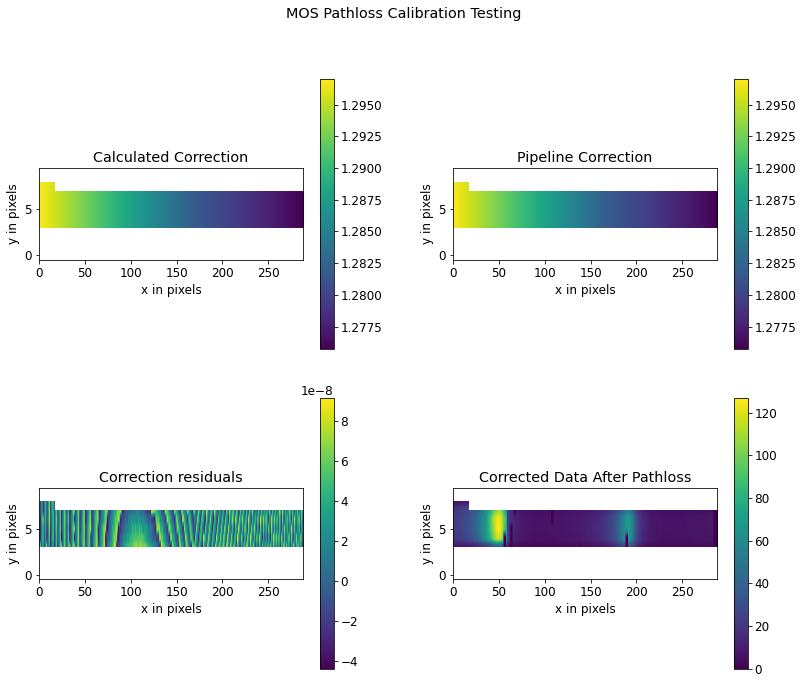 MOS Pathloss Calibration Testing
Calculated Correction
y in pixels
5
0
0 50 100 150 200 250
x in pixels
1.2950
1.2925
1.2900
1.2875
1.2850
1.2825
1.2800
1.2775
Pipeline Correction
y in pixels
5
0
0 50 100 150 200 250
x in pixels
1.2950
1.2925
1.2900
1.2875
1.2850
1.2825
1.2800
1.2775
Correction residuals
y in pixels
5
0
0 50 100 150 200 250
x in pixels
1e−8
8
6
4
2
0
−2
−4
Corrected Data After Pathloss
y in pixels
5
0
0 50 100 150 200 250
x in pixels
120
100
80
60
40
20
0